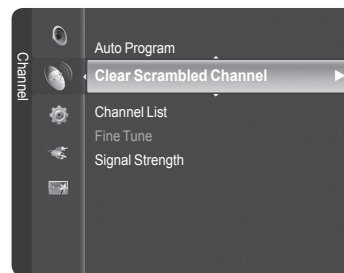 Channel
Auto Program
Clear Scrambled Channel
Channel List
Fine Tune
Signal Strength